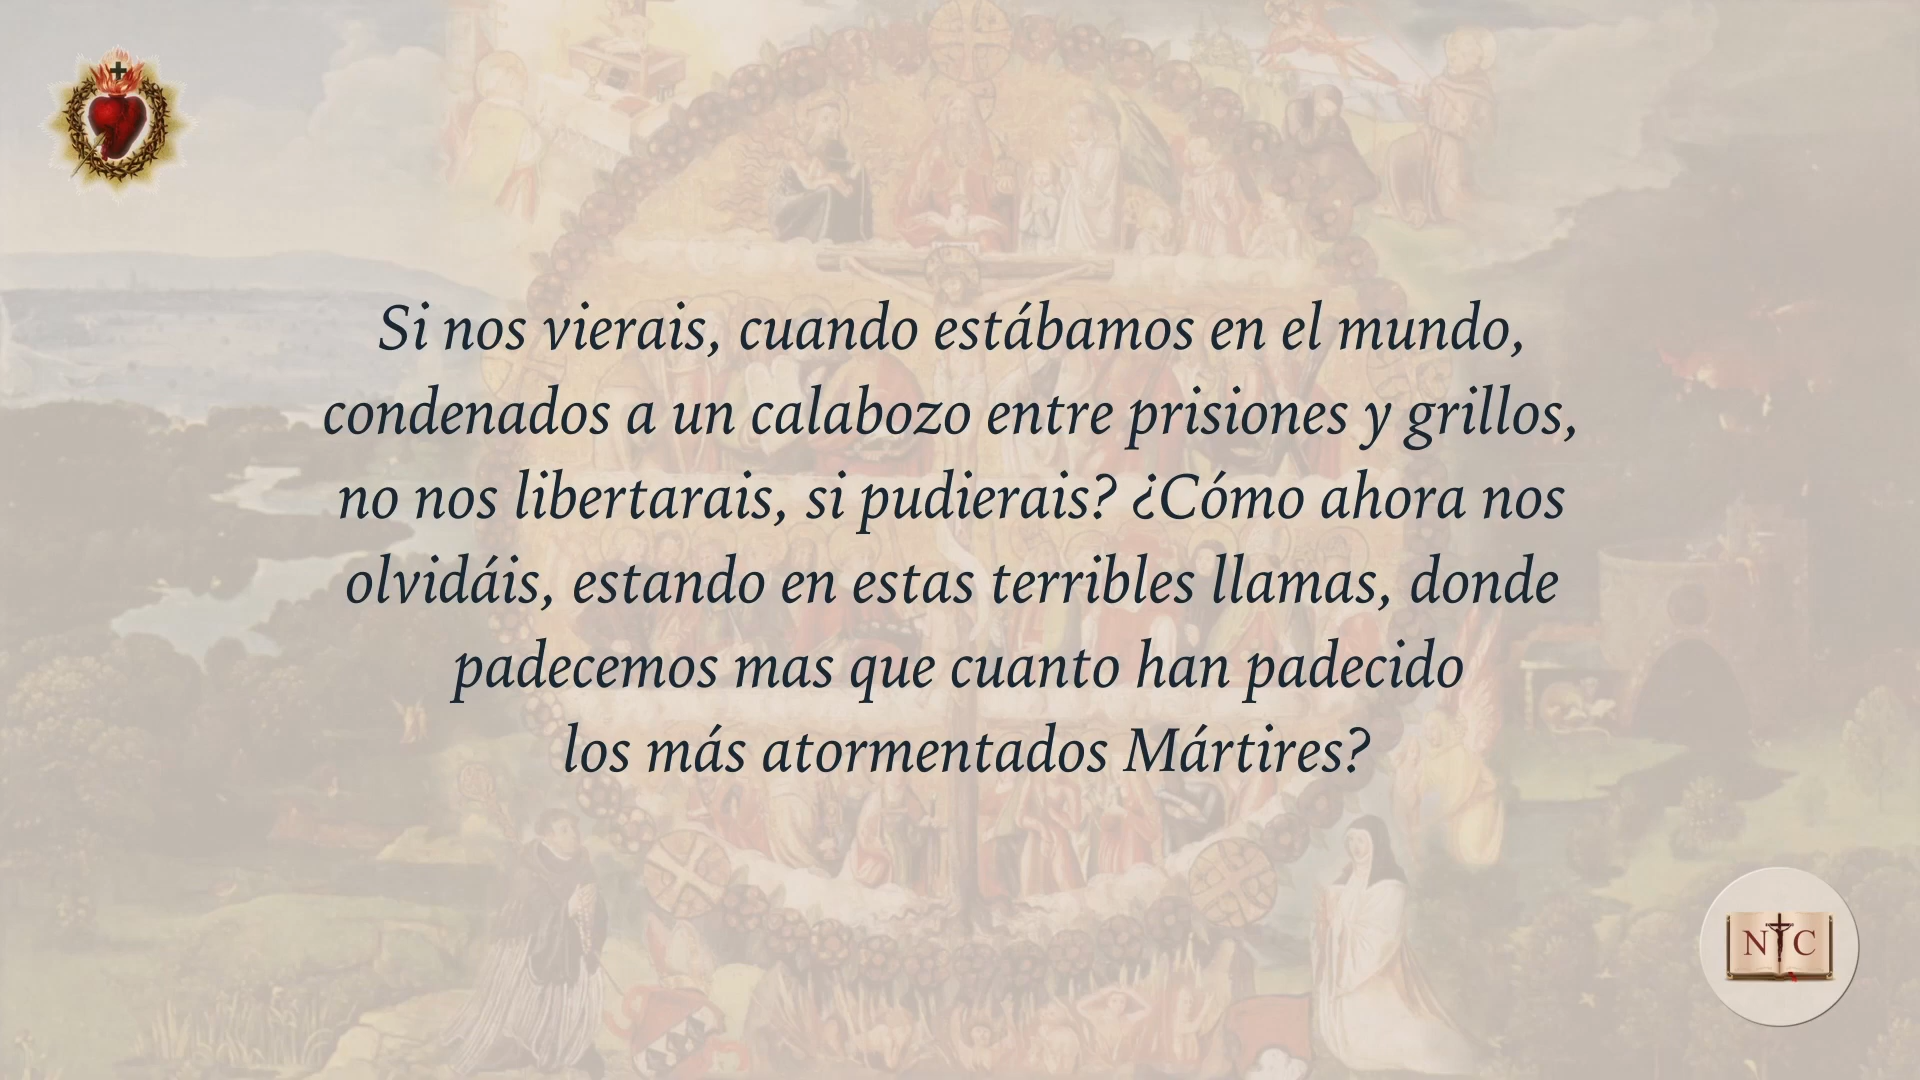 Si nos vierais, cuando estábamos en el mundo,
condenados a un calabozo entre prisiones y grillos,
no nos libertarais, si pudierais? ¿Cómo ahora nos
olvidáis, estando en estas terribles llamas, donde
padecemos mas que cuanto han padecido
los más atormentados Mártires?
N C